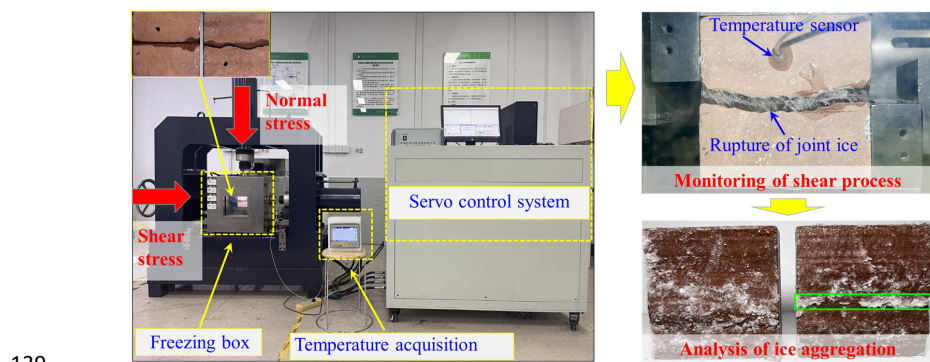 Normal
stress
Shear
stress
Servo control system
Freezing box
Temperature acquisition
Temperature sensor
Rupture of joint ice
Monitoring of shear process
Analysis of ice aggregation